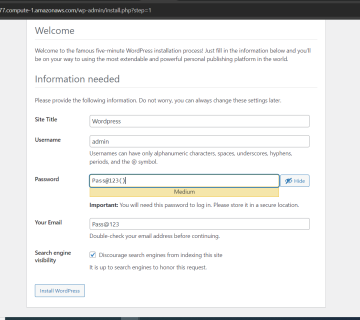 77.compute-1.amazonaws.com/wp-admin/install.php?step=1
Welcome
Welcome to the famous five-minute WordPress installation process! Just fill in the information below and you'll
be on your way to using the most extendable and powerful personal publishing platform in the world.
Information needed
Please provide the following information. Do not worry, you can always change these settings later.
Site Title
Wordpress
Username
admin
Usernames can have only alphanumeric characters, spaces, underscores, hyphens,
periods, and the @ symbol.
Password
Pass@123()
Hide
Medium
Important: You will need this password to log in. Please store it in a secure location.
Your Email
Pass@123
Double-check your email address before continuing.
Search engine
visibility
Discourage search engines from indexing this site
It is up to search engines to honor this request.
Install WordPress